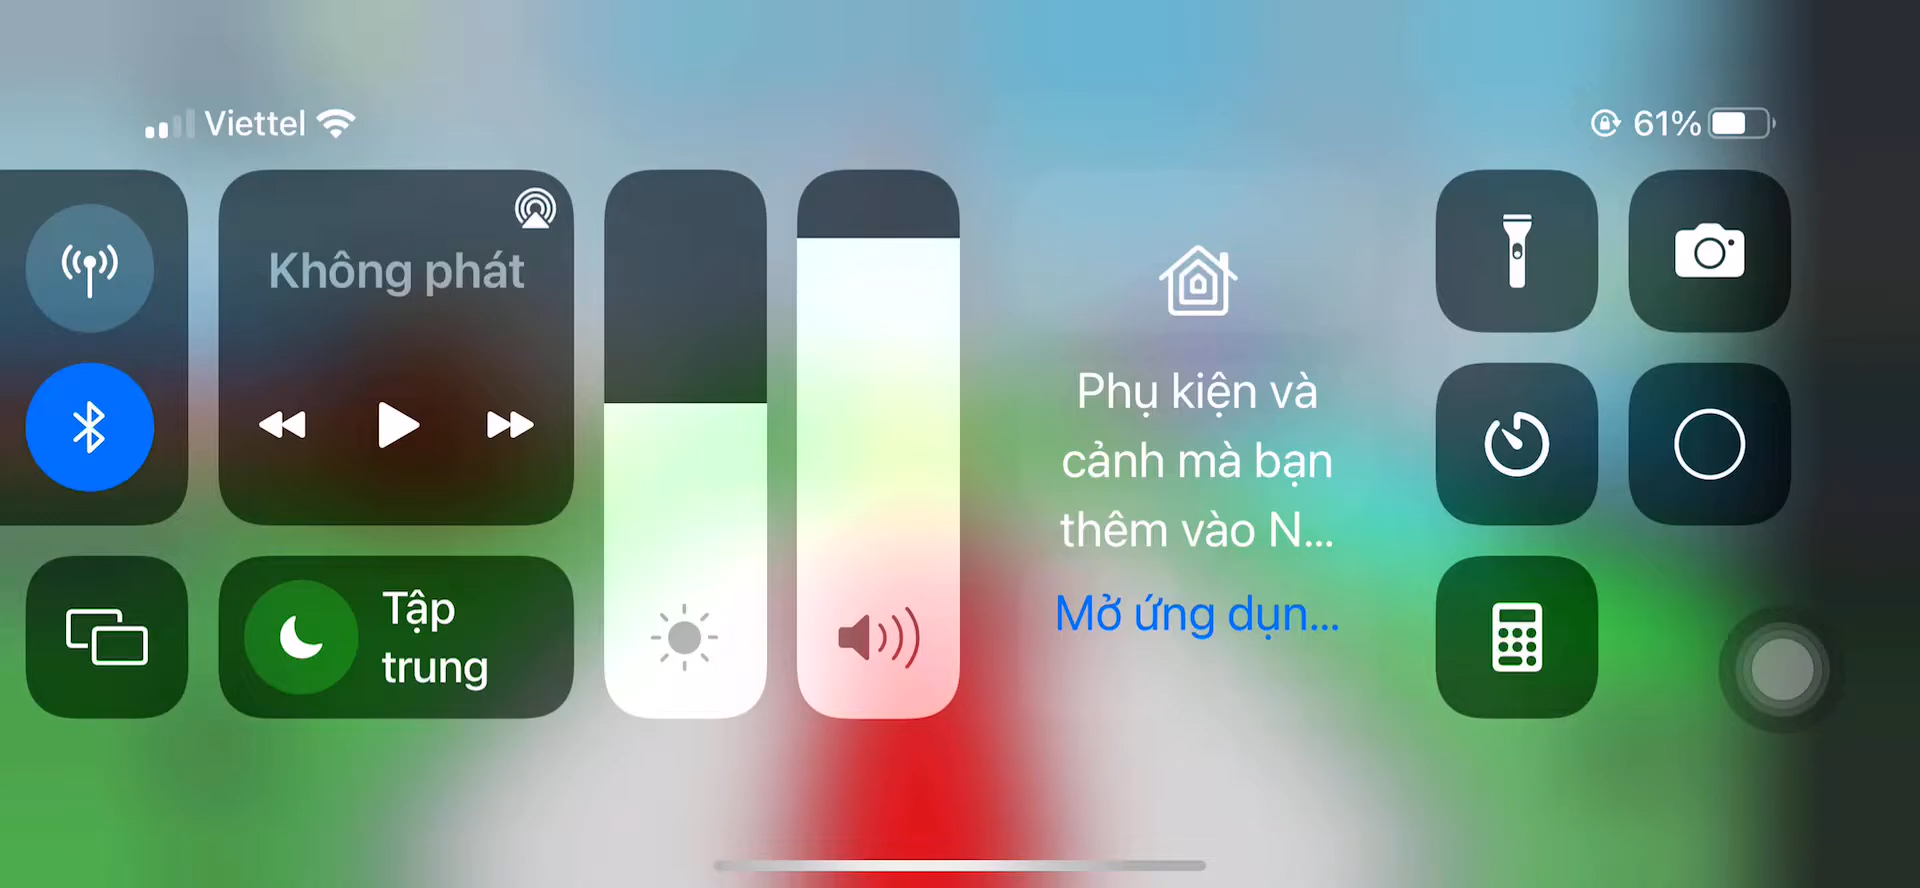 Viettel
61%
Không phát
Tập
trung
Phụ kiện và
cảnh mà bạn
thêm vào N...
Mở ứng dụn...